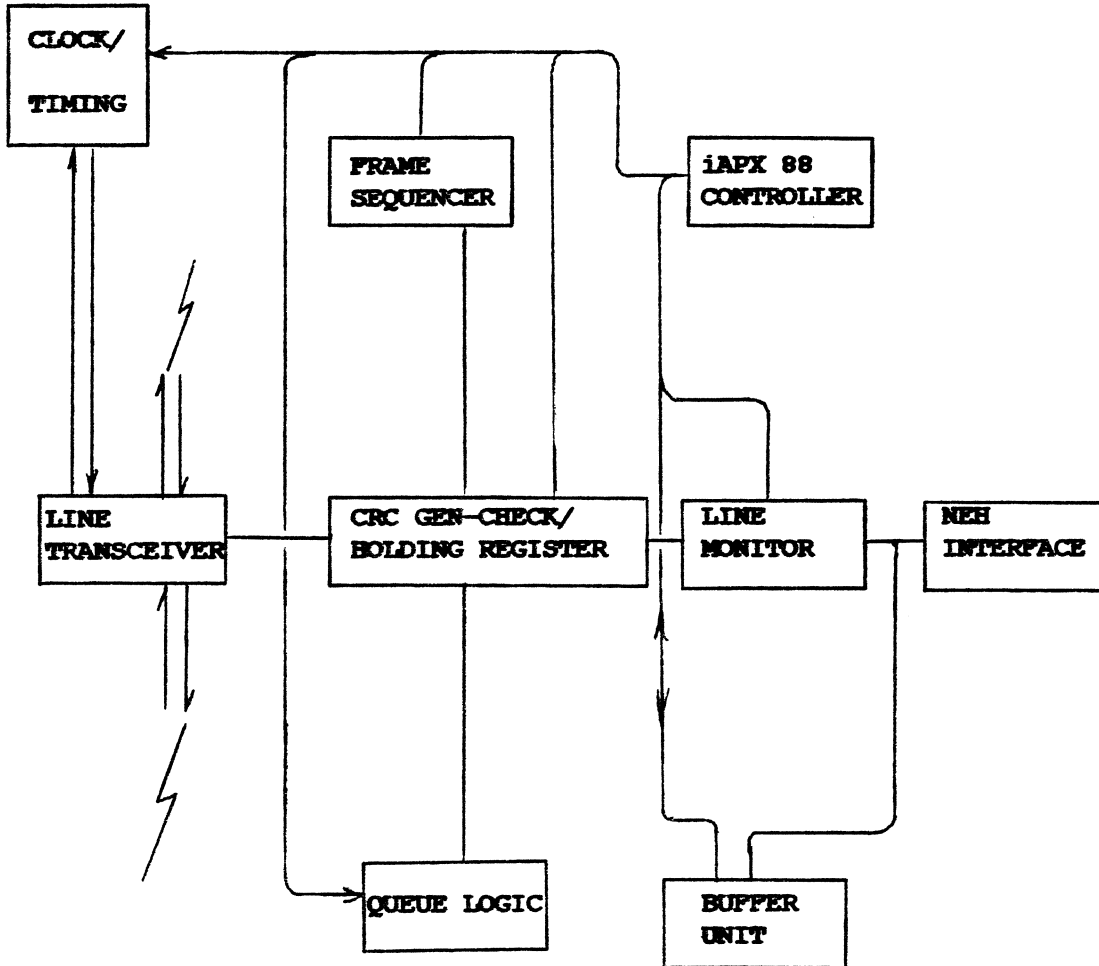 CLOCK/
TIMING
FRAME
SEQUENCER
iAPX 88
CONTROLLER
LINE
TRANSCEIVER
CRC GEN-CHECK/
HOLDING REGISTER
LINE
MONITOR
NEH
INTERFACE
QUEUE LOGIC
BUFFER
UNIT